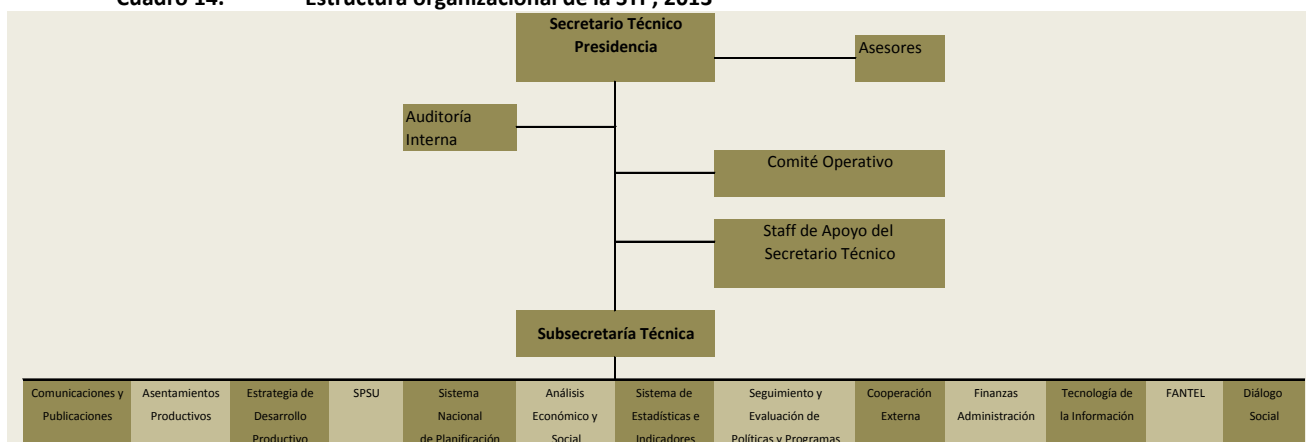 Cuadro 14. Estructura organizacional de la STP, 2013
Secretario Técnico
Presidencia
Asesores
Auditoría
Interna
Comité Operativo
Staff de Apoyo del
Secretario Técnico
Subsecretaría Técnica
Comunicaciones y
Publicaciones
Asentamientos
Productivos
Estrategia de
Desarrollo
Productivo
SPSU
Sistema
Nacional
de Planificación
Análisis
Económico y
Social
Sistema de
Estadísticas e
Indicadores
Seguimiento y
Evaluación de
Políticas y Programas
Cooperación
Externa
Finanzas
Administración
Tecnología de
la Información
FANTEL
Diálogo
Social